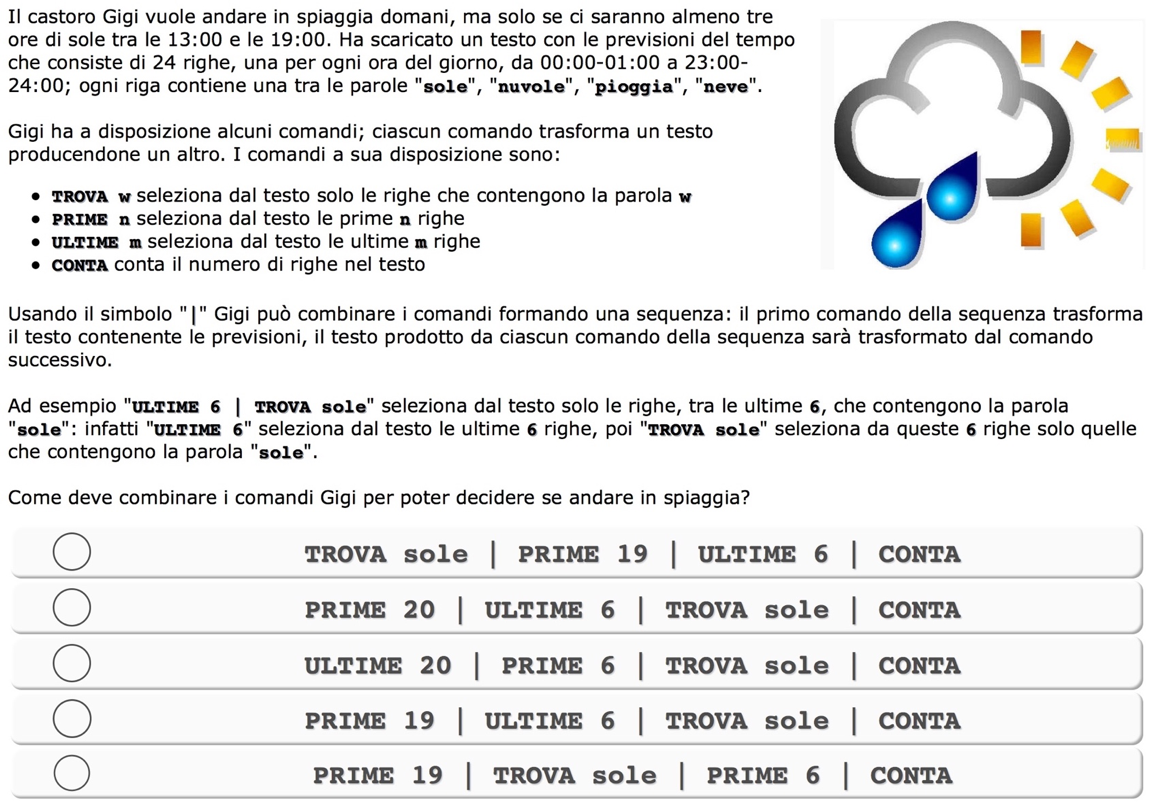 Il castoro Gigi vuole andare in spiaggia domani, ma solo se ci saranno almeno tre
ore di sole tra le 13:00 e le 19:00. Ha scaricato un testo con le previsioni del tempo
che consiste di 24 righe, una per ogni ora del giorno, da 00:00-01:00 a 23:00-
24:00; ogni riga contiene una tra le parole "sole", "nuvole", "pioggia", "neve".
Gigi ha a disposizione alcuni comandi; ciascun comando trasforma un testo
producendone un altro. I comandi a sua disposizione sono:
• TROVA w seleziona dal testo solo le righe che contengono la parola w
• PRIME n seleziona dal testo le prime n righe
• ULTIME m seleziona dal testo le ultime m righe
• CONTA conta il numero di righe nel testo
Usando il simbolo "|" Gigi può combinare i comandi formando una sequenza: il primo comando della sequenza trasforma
il testo contenente le previsioni, il testo prodotto da ciascun comando della sequenza sarà trasformato dal comando
successivo.
Ad esempio "ULTIME 6 | TROVA sole" seleziona dal testo solo le righe, tra le ultime 6, che contengono la parola
"sole": infatti "ULTIME 6" seleziona dal testo le ultime 6 righe, poi "TROVA sole" seleziona da queste 6 righe solo quelle
che contengono la parola "sole".
Come deve combinare i comandi Gigi per poter decidere se andare in spiaggia?
TROVA sole | PRIME 19 | ULTIME 6 | CONTA
PRIME 20 | ULTIME 6 | TROVA sole | CONTA
ULTIME 20 | PRIME 6 | TROVA sole | CONTA
PRIME 19 | ULTIME 6 | TROVA sole | CONTA
PRIME 19 | TROVA sole | PRIME 6 | CONTA